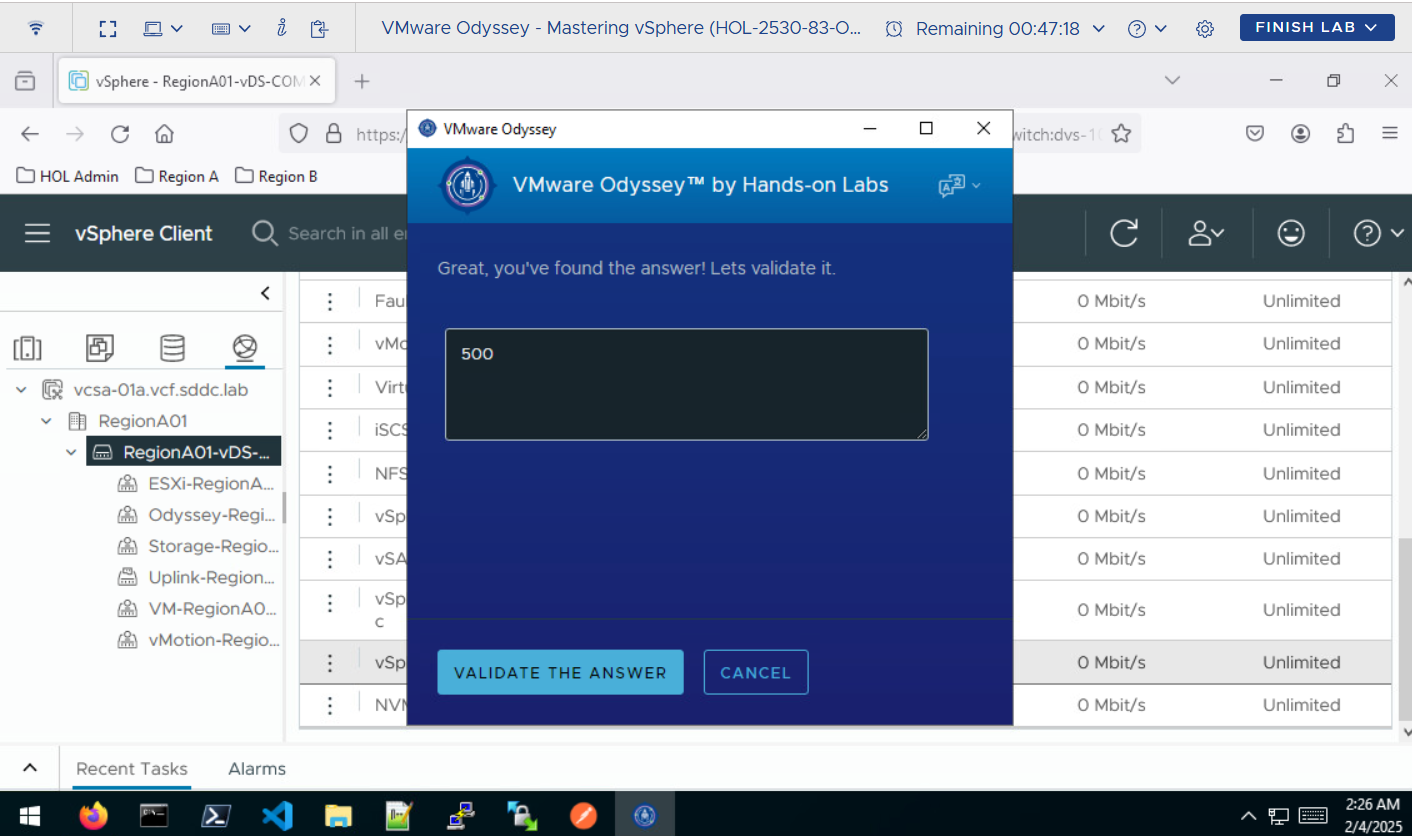 VMware Odyssey - Mastering vSphere (HOL-2530-83-O...
Remaining 00:47:18
FINISH LAB
vSphere - RegionA01-vDS-COM
https:/
witch:dvs-1
HOL Admin
Region A
Region B
vSphere Client
Search in all e
VMware Odyssey
VMware Odyssey™ by Hands-on Labs
Great, you've found the answer! Lets validate it.
500
VALIDATE THE ANSWER
CANCEL
vcsa-01a.vcf.sddc.lab
RegionA01
RegionA01-vDS-...
ESXi-RegionA...
Odyssey-Regi...
Storage-Regio...
Uplink-Region...
VM-RegionA0...
vMotion-Regio...
Fau 0 Mbit/s Unlimited
vMo 0 Mbit/s Unlimited
Virtu 0 Mbit/s Unlimited
iSCS 0 Mbit/s Unlimited
NFS 0 Mbit/s Unlimited
vSp 0 Mbit/s Unlimited
vSA 0 Mbit/s Unlimited
vSp 0 Mbit/s Unlimited
c
vSp 0 Mbit/s Unlimited
NVM 0 Mbit/s Unlimited
Recent Tasks
Alarms
2:26 AM
2/4/2025